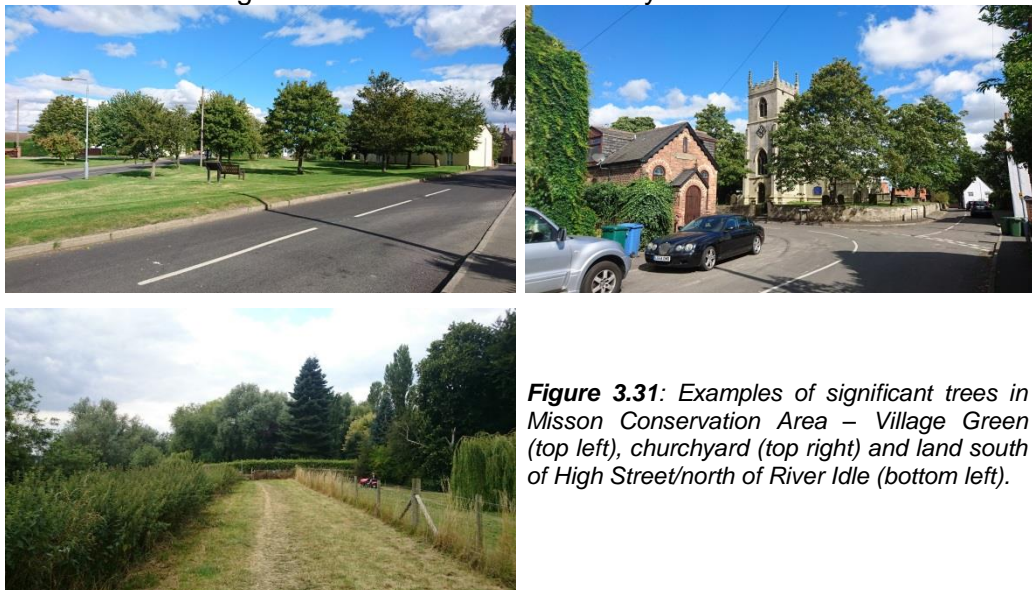 Figure 3.31: Examples of significant trees in
Misson Conservation Area – Village Green
(top left), churchyard (top right) and land south
of High Street/north of River Idle (bottom left).